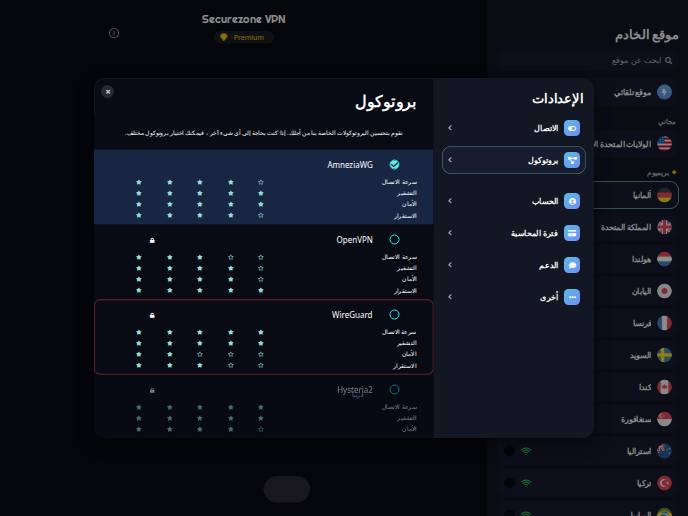 Securezone VPN
Premium
موقع الخادم
ابحث عن موقع
موقع تلقائي
مجاني
الولايات المتحدة
بريميوم
ألمانيا
المملكة المتحدة
هولندا
اليابان
فرنسا
السويد
كندا
سنغافورة
استراليا
تركيا
الإعدادات
الاتصال
بروتوكول
الحساب
فترة المحاسبة
الدعم
أخرى
بروتوكول
نقوم بتحسين البروتوكولات الخاصة بنا من أجلك. إذا كنت بحاجة إلى أي شيء آخر ، فيمكنك اختيار بروتوكول مختلف.
AmneziaWG
سرعة الاتصال
التشفير
الأمان
الاستقرار
OpenVPN
سرعة الاتصال
التشفير
الأمان
الاستقرار
WireGuard
سرعة الاتصال
التشفير
الأمان
الاستقرار
Hysteria2
قريبا
سرعة الاتصال
التشفير
الأمان